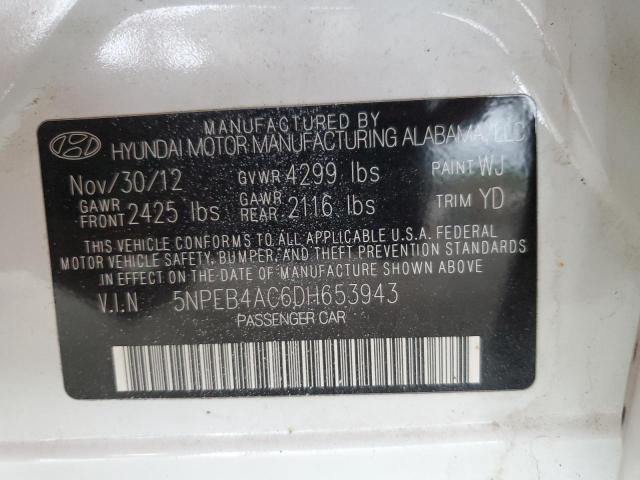 MANUFACTURED BY
HYUNDAI MOTOR MANUFACTURING ALABAMA, LLC
Nov/30/12 GVWR 4299 lbs PAINT WJ
GAWR FRONT 2425 lbs GAWR REAR 2116 lbs TRIM YD
THIS VEHICLE CONFORMS TO ALL APPLICABLE U.S.A. FEDERAL
MOTOR VEHICLE SAFETY, BUMPER, AND THEFT PREVENTION STANDARDS
IN EFFECT ON THE DATE OF MANUFACTURE SHOWN ABOVE
V.I.N 5NPEB4AC6DH653943
PASSENGER CAR